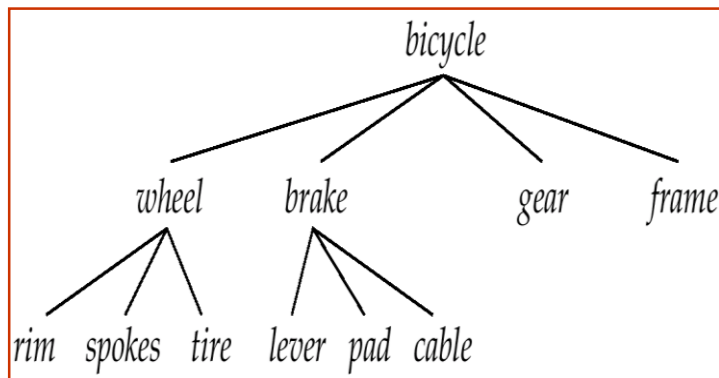 bicycle
wheel brake gear frame
rim spokes tire lever pad cable